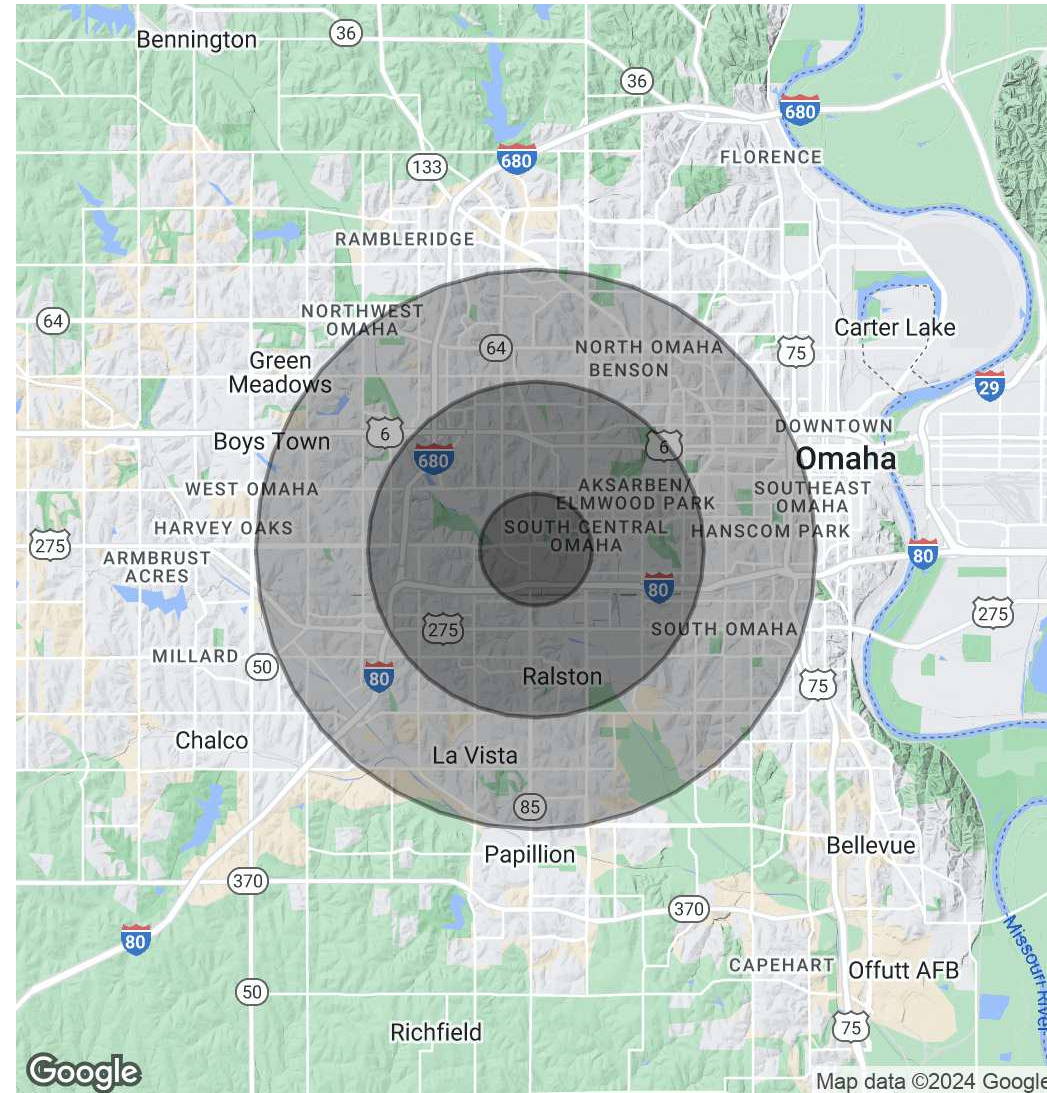 Bennington
36
36
680
FLORENCE
680
133
RAMBLERIDGE
NORTHWEST
OMAHA
64
64
Carter Lake
NORTH OMAHA
75
Green
Meadows
BENSON
29
DOWNTOWN
6
Boys Town
6
Omaha
680
AKSARBEN/
ELMWOOD PARK
WEST OMAHA
SOUTHEAST
OMAHA
HARVEY OAKS
SOUTH CENTRAL
OMAHA
HANSCOM PARK
275
80
ARMBRUST
ACRES
80
275
275
SOUTH OMAHA
MILLARD
50
80
Ralston
75
Chalco
La Vista
85
Papillion
Bellevue
370
370
80
Missouri River
CAPEHART
Offutt AFB
50
75
Richfield
Google
Map data ©2024 Google